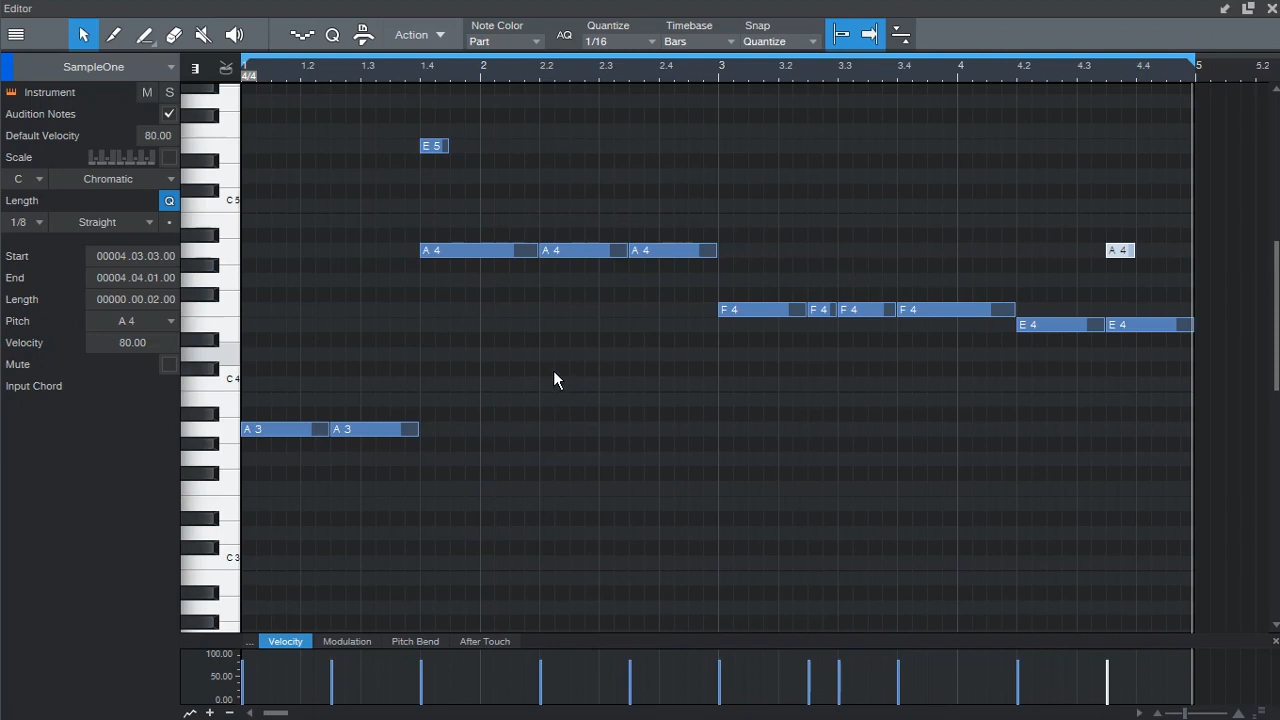 Editor
Action
Note Color
Part
AQ
Quantize
1/16
Timebase
Bars
Snap
Quantize
SampleOne
1.2 1.3 1.4 2 2.2 2.3 2.4 3 3.2 3.3 3.4 4 4.2 4.3 4.4 5 5.2
4/4
Instrument M S
Audition Notes
Default Velocity 80.00
Scale
C Chromatic
Length Q
1/8 Straight
Start 00004.03.03.00
End 00004.04.01.00
Length 00000.00.02.00
Pitch A 4
Velocity 80.00
Mute
Input Chord
E 5
C 5
A 4 A 4 A 4 A 4
F 4 F 4 F 4 F 4
E 4 E 4
C 4
A 3 A 3
C 3
... Velocity Modulation Pitch Bend After Touch
100.00
50.00
0.00